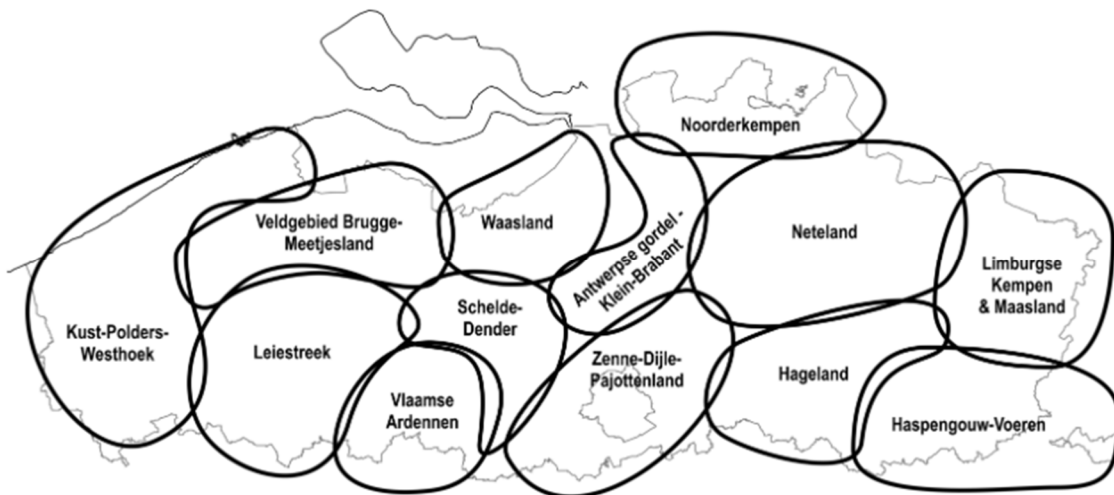 Noorderkempen
Veldgebied Brugge-
Meetjesland
Waasland
Antwerpse gordel -
Klein-Brabant
Neteland
Limburgse
Kempen
& Maasland
Kust-Polders-
Westhoek
Leiestreek
Schelde-
Dender
Vlaamse
Ardennen
Zenne-Dijle-
Pajottenland
Hageland
Haspengouw-Voeren